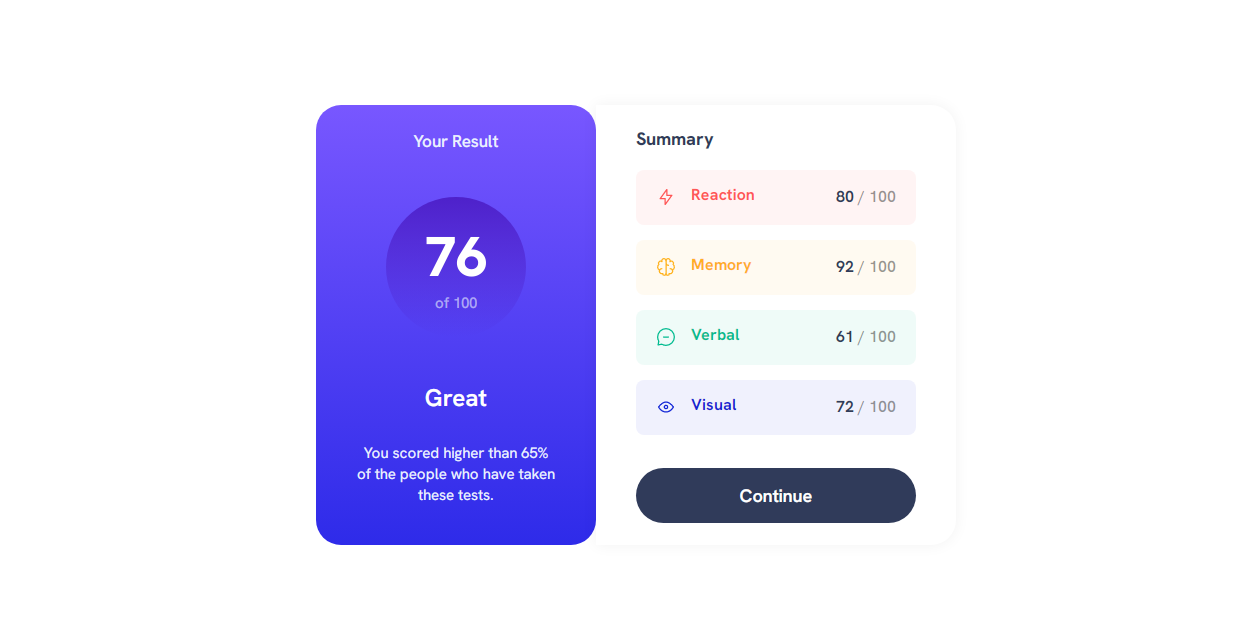 Your Result
76
of 100
Great
You scored higher than 65%
of the people who have taken
these tests.
Summary
Reaction 80 / 100
Memory 92 / 100
Verbal 61 / 100
Visual 72 / 100
Continue